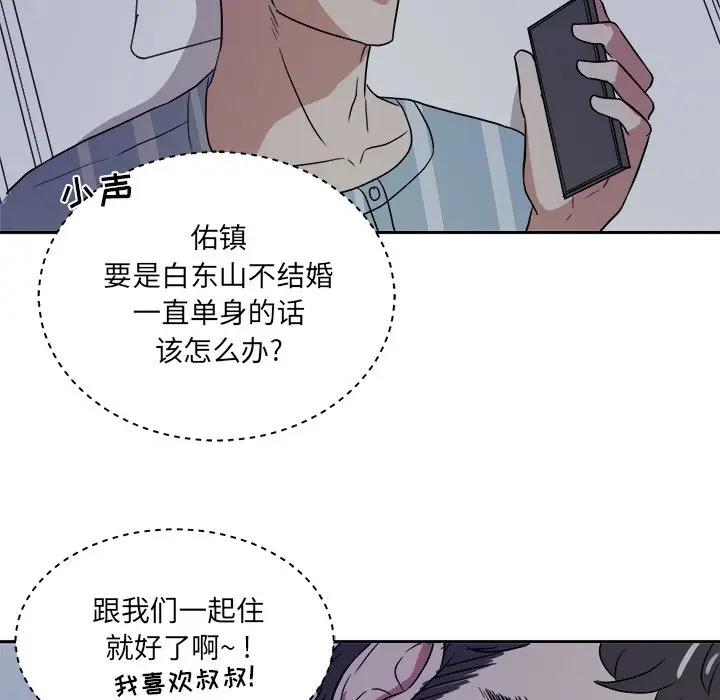 小声
佑镇
要是白东山不结婚
一直单身的话
该怎么办?
跟我们一起住
就好了啊~!
我喜欢叔叔!